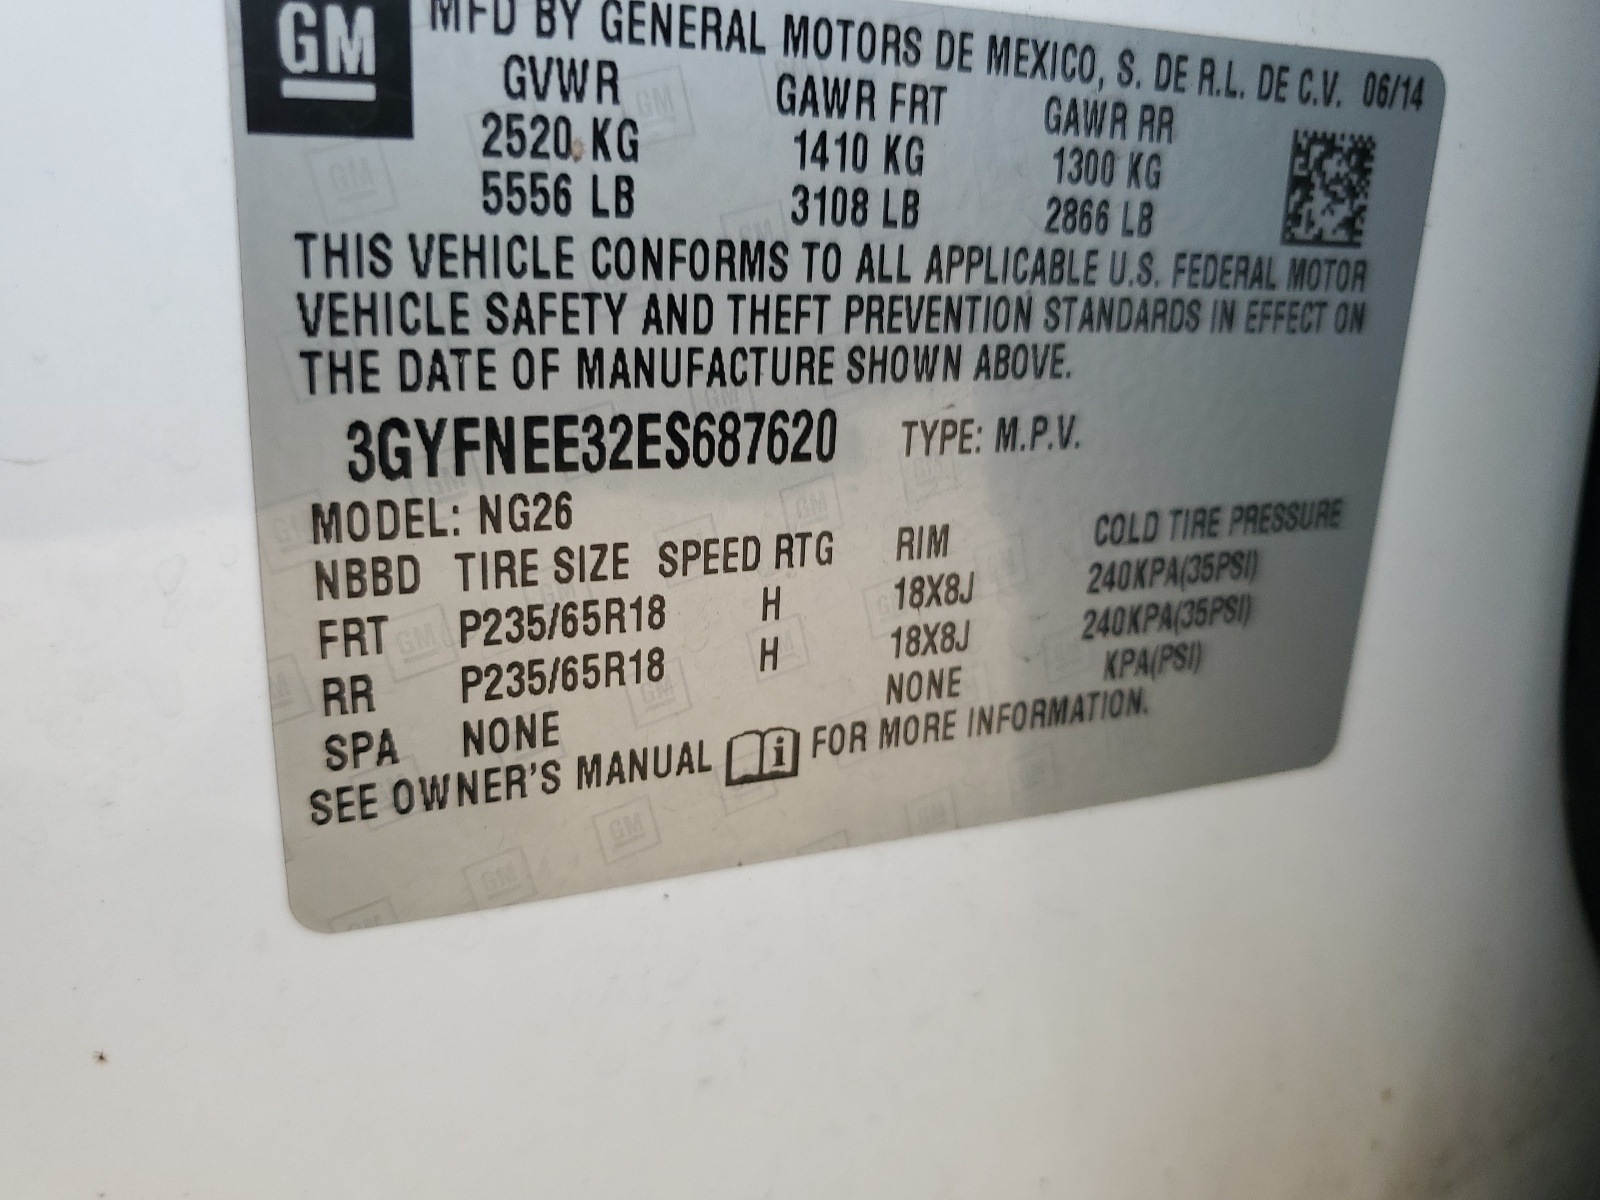 GM MFD BY GENERAL MOTORS DE MEXICO, S. DE R.L. DE C.V. 06/14
GVWR GAWR FRT GAWR RR
2520 KG 1410 KG 1300 KG
5556 LB 3108 LB 2866 LB
THIS VEHICLE CONFORMS TO ALL APPLICABLE U.S. FEDERAL MOTOR
VEHICLE SAFETY AND THEFT PREVENTION STANDARDS IN EFFECT ON
THE DATE OF MANUFACTURE SHOWN ABOVE.
3GYFNEE32ES687620 TYPE: M.P.V.
MODEL: NG26
NBBD TIRE SIZE SPEED RTG RIM COLD TIRE PRESSURE
FRT P235/65R18 H 18X8J 240KPA(35PSI)
RR P235/65R18 H 18X8J 240KPA(35PSI)
SPA NONE NONE KPA(PSI)
SEE OWNER'S MANUAL i FOR MORE INFORMATION.